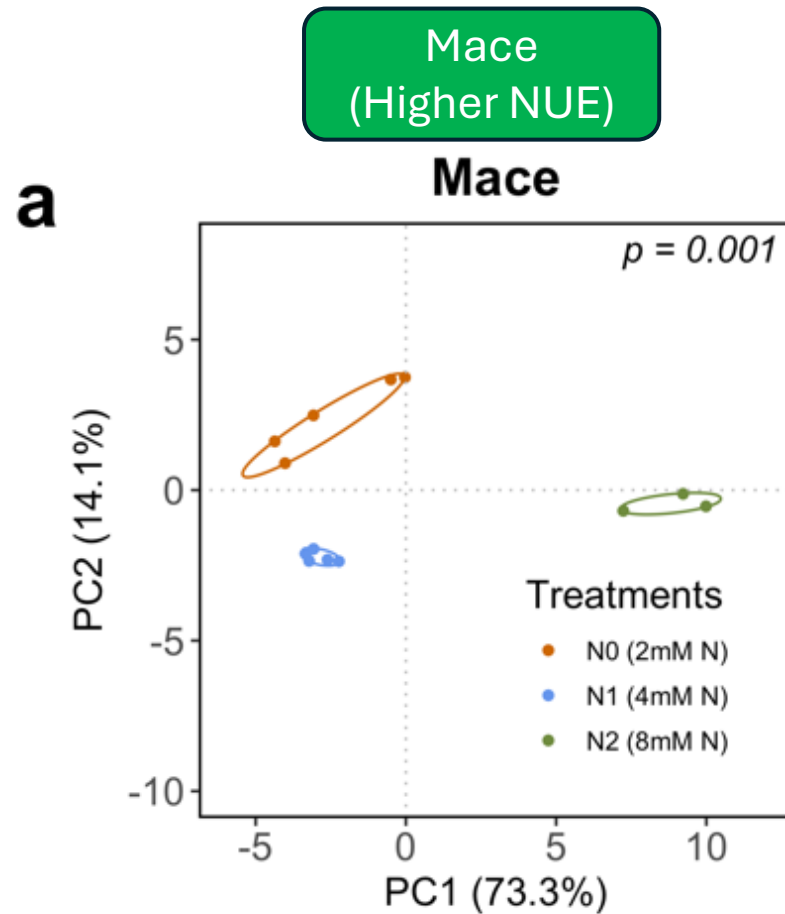 Mace
(Higher NUE)
a
Mace
p = 0.001
5
0
-5
-10
PC2 (14.1%)
Treatments
N0 (2mM N)
N1 (4mM N)
N2 (8mM N)
-5
0
5
10
PC1 (73.3%)